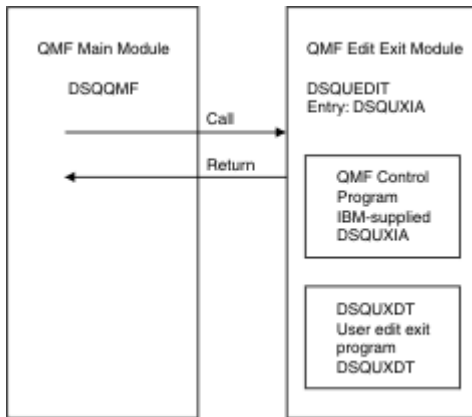 QMF Main Module
DSQQMF
Call
Return
QMF Edit Exit Module
DSQUEDIT
Entry: DSQUXIA
QMF Control
Program
IBM-supplied
DSQUXIA
DSQUXDT
User edit exit
program
DSQUXDT